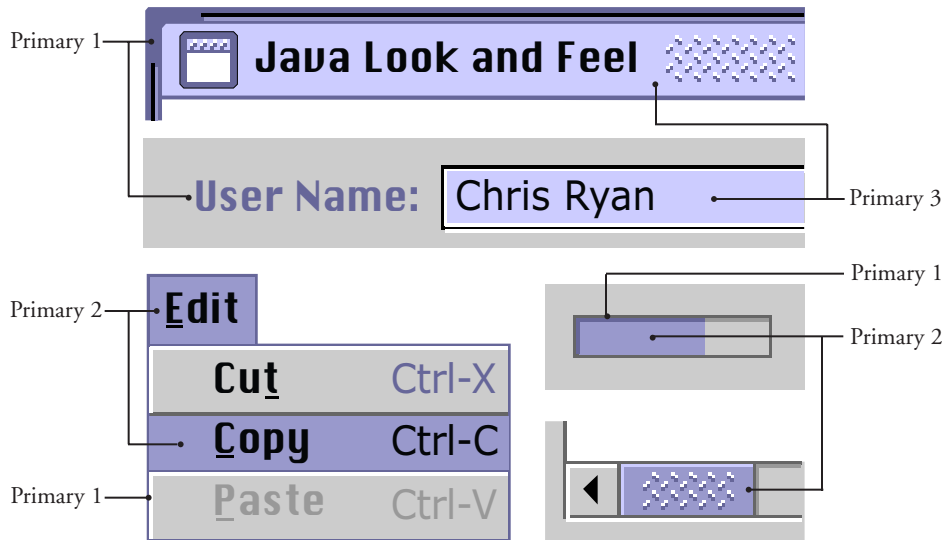 Primary 1
Java Look and Feel
User Name: Chris Ryan
Primary 3
Primary 1
Primary 2
Edit
Primary 2
Cut Ctrl-X
Copy Ctrl-C
Primary 1
Paste Ctrl-V